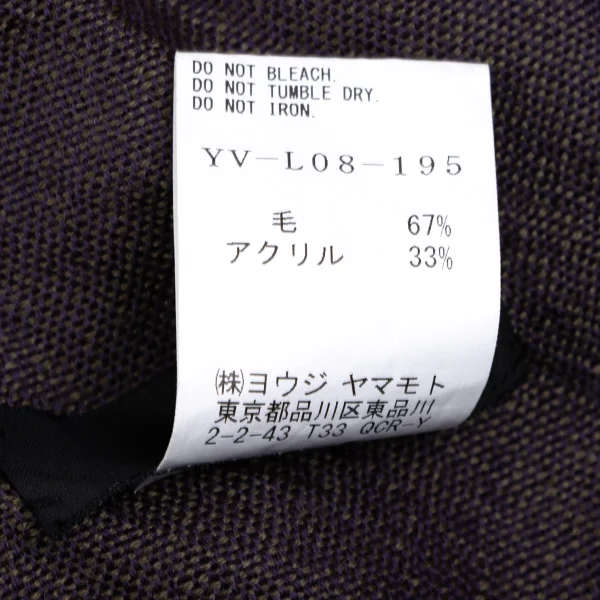 DO NOT BLEACH.
DO NOT TUMBLE DRY.
DO NOT IRON.
YV-L08-195
毛 67%
アクリル 33%
㈱ヨウジ ヤマモト
東京都品川区東品川
2-2-43 T33 QCR-Y